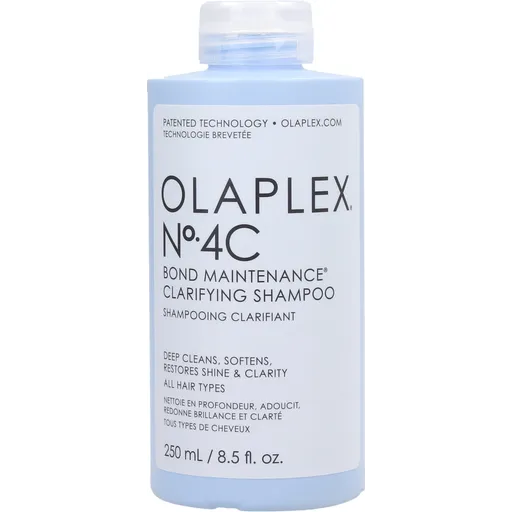 PATENTED TECHNOLOGY • OLAPLEX.COM
TECHNOLOGIE BREVETÉE
OLAPLEX.
Nº.4C
BOND MAINTENANCE®
CLARIFYING SHAMPOO
SHAMPOOING CLARIFIANT
DEEP CLEANS, SOFTENS,
RESTORES SHINE & CLARITY
ALL HAIR TYPES
NETTOIE EN PROFONDEUR, ADOUCIT,
REDONNE BRILLANCE ET CLARTÉ
TOUS TYPES DE CHEVEUX
250 mL / 8.5 fl. oz.